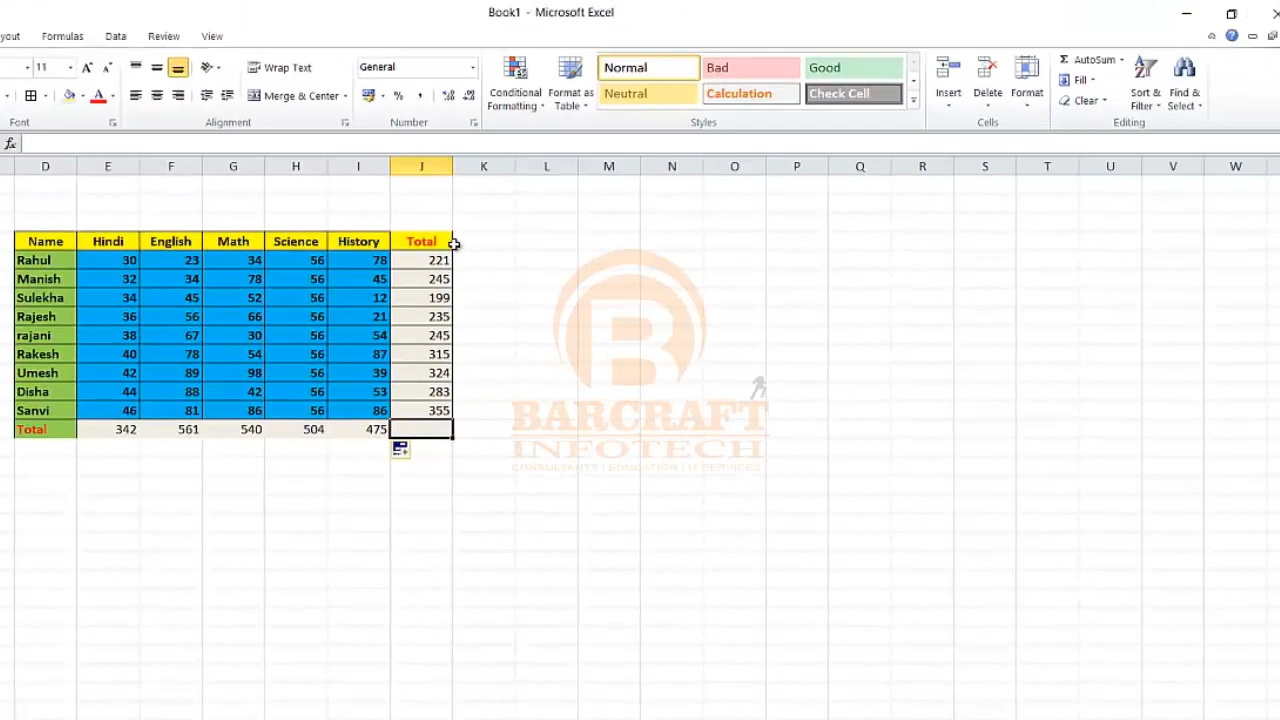 Book1 - Microsoft Excel
yout Formulas Data Review View
11 A A Wrap Text General Normal Bad Good AutoSum
Merge & Center % , Conditional Formatting Format as Table Neutral Calculation Check Cell Insert Delete Format Fill Clear Sort & Filter Find & Select
Font Alignment Number Styles Cells Editing
fx
D E F G H I J K L M N O P Q R S T U V W
Name Hindi English Math Science History Total
Rahul 30 23 34 56 78 221
Manish 32 34 78 56 45 245
Sulekha 34 45 52 56 12 199
Rajesh 36 56 66 56 21 235
rajani 38 67 30 56 54 245
Rakesh 40 78 54 56 87 315
Umesh 42 89 98 56 39 324
Disha 44 88 42 56 53 283
Sanvi 46 81 86 56 86 355
Total 342 561 540 504 475
B
BARCRAFT
INFOTECH
CONSULTANTS | EDUCATION | IT SERVICES